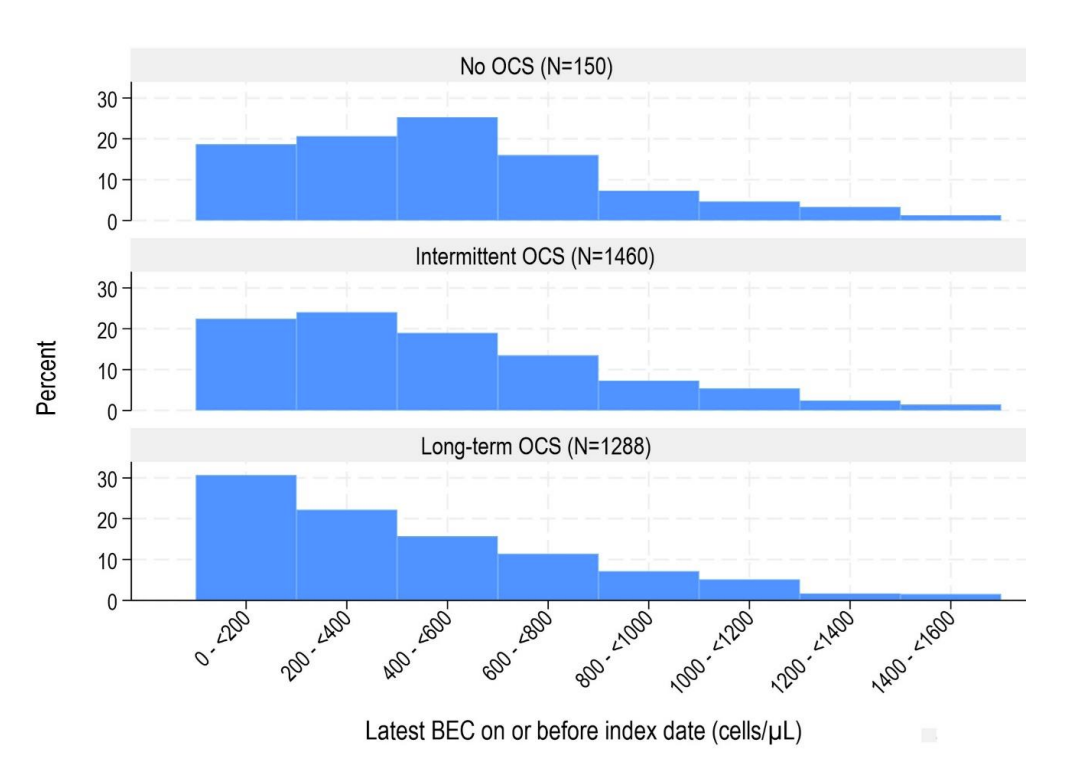 No OCS (N=150)
30
20
10
0
Intermittent OCS (N=1460)
30
20
10
0
Percent
Long-term OCS (N=1288)
30
20
10
0
0 - <200
200 - <400
400 - <600
600 - <800
800 - <1000
1000 - <1200
1200 - <1400
1400 - <1600
Latest BEC on or before index date (cells/µL)